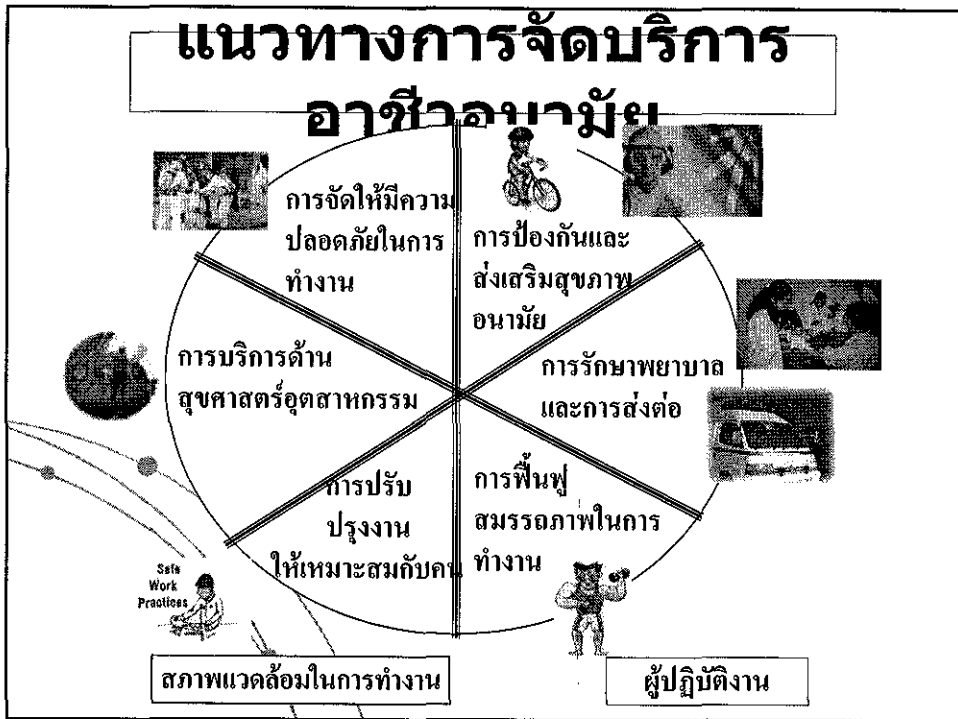 แนวทางการจัดบริการ
อาชีวอนามัย
การจัดให้มีความ
ปลอดภัยในการ
ทำงาน
การป้องกันและ
ส่งเสริมสุขภาพ
อนามัย
การบริการด้าน
สุขศาสตร์อุตสาหกรรม
การรักษาพยาบาล
และการส่งต่อ
การปรับ
ปรุงงาน
ให้เหมาะสมกับคน
การฟื้นฟู
สมรรถภาพในการ
ทำงาน
Safe
Work
Practices
สภาพแวดล้อมในการทำงาน
ผู้ปฏิบัติงาน